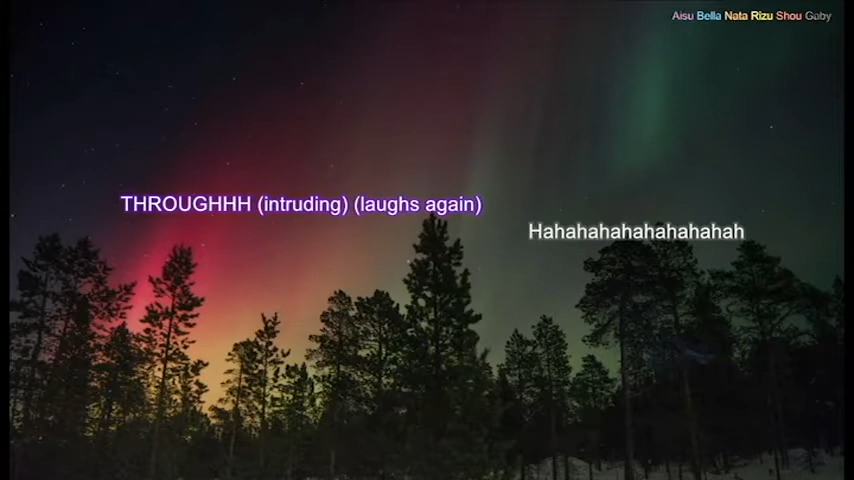 Aisu Bella Nata Rizu Shou Gaby
THROUGHHH (intruding) (laughs again)
Hahahahahahahahahah